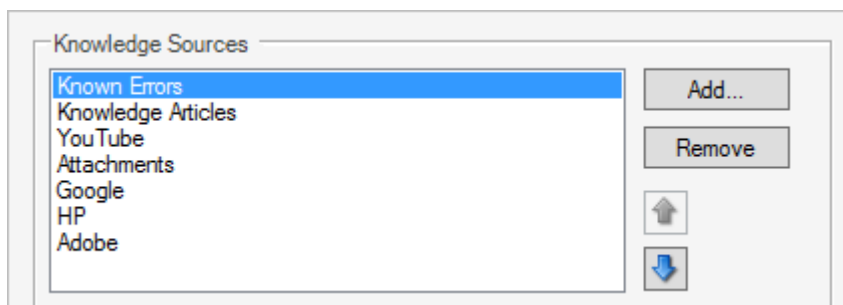 Knowledge Sources
Known Errors
Knowledge Articles
YouTube
Attachments
Google
HP
Adobe
Add...
Remove